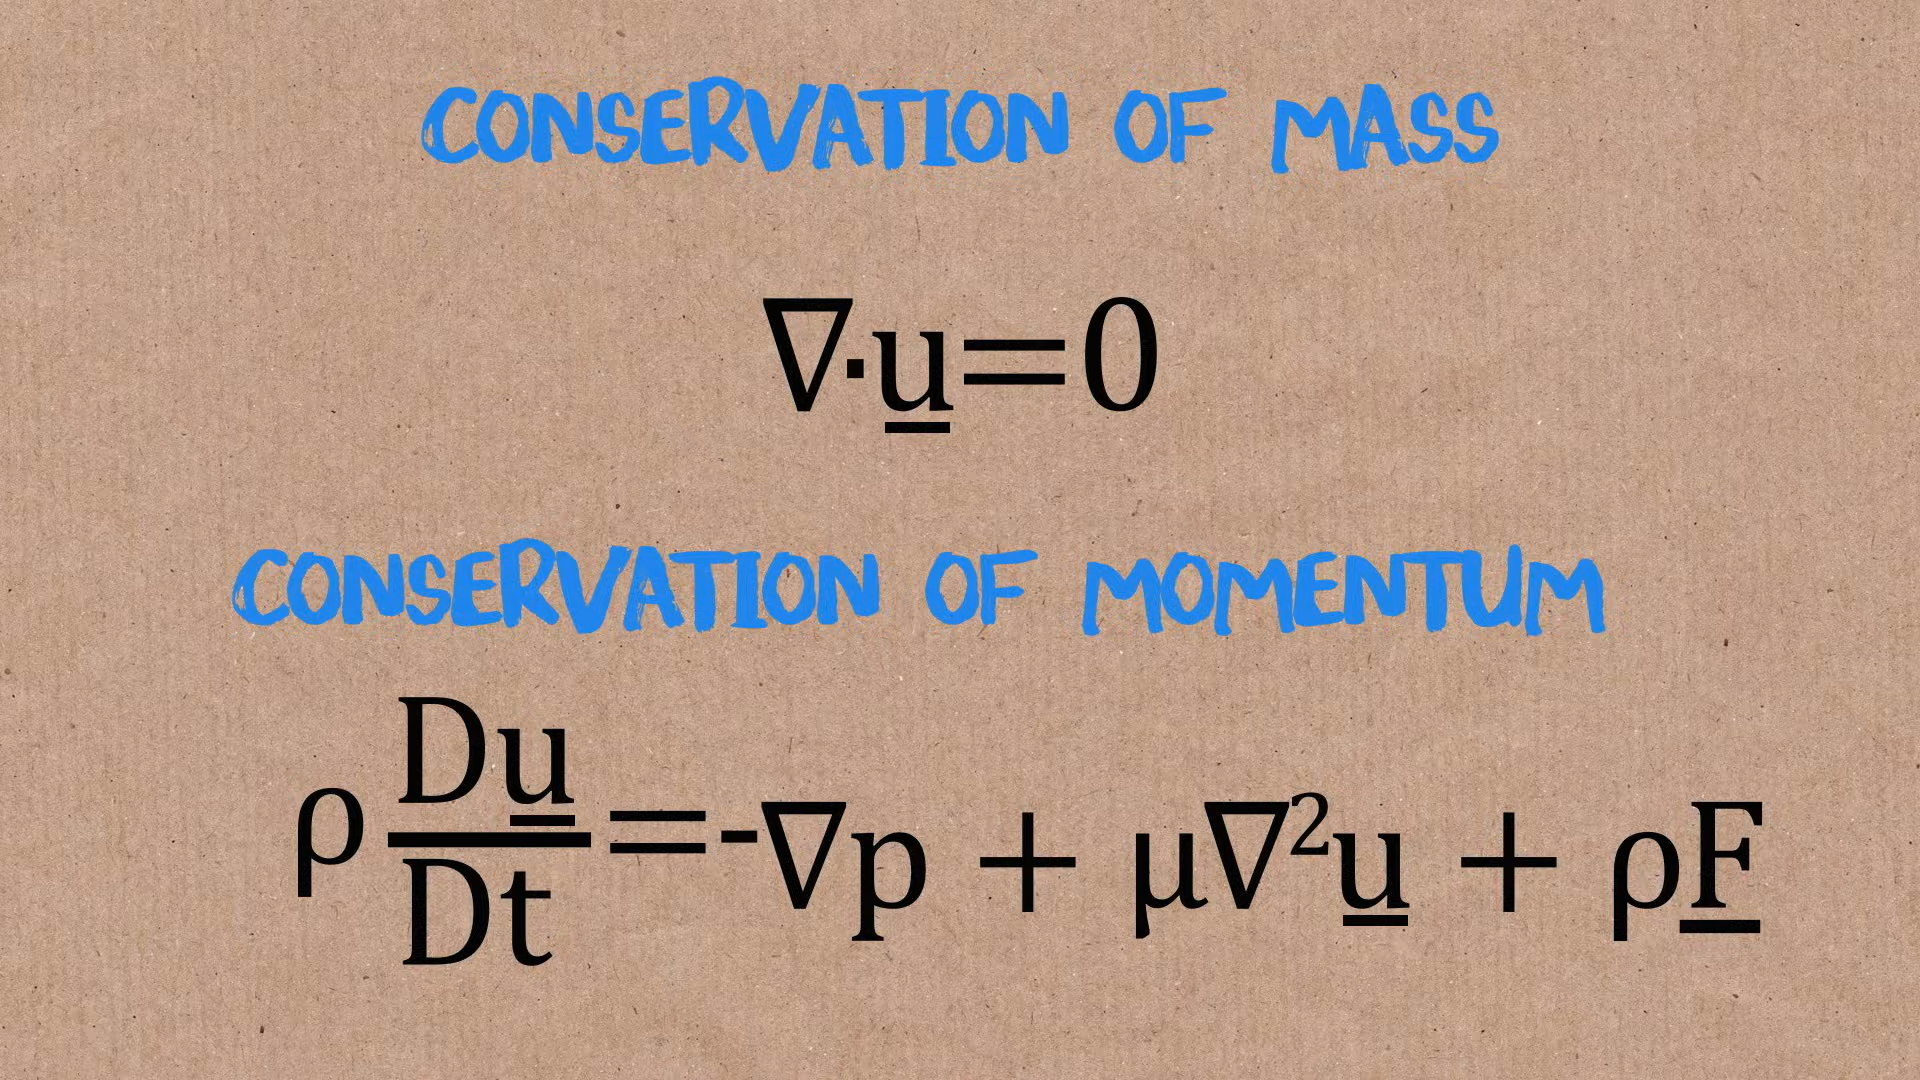 CONSERVATION OF MASS
∇·u̲=0
CONSERVATION OF MOMENTUM
ρ Du̲/Dt =-∇p + μ∇²u̲ + ρF̲